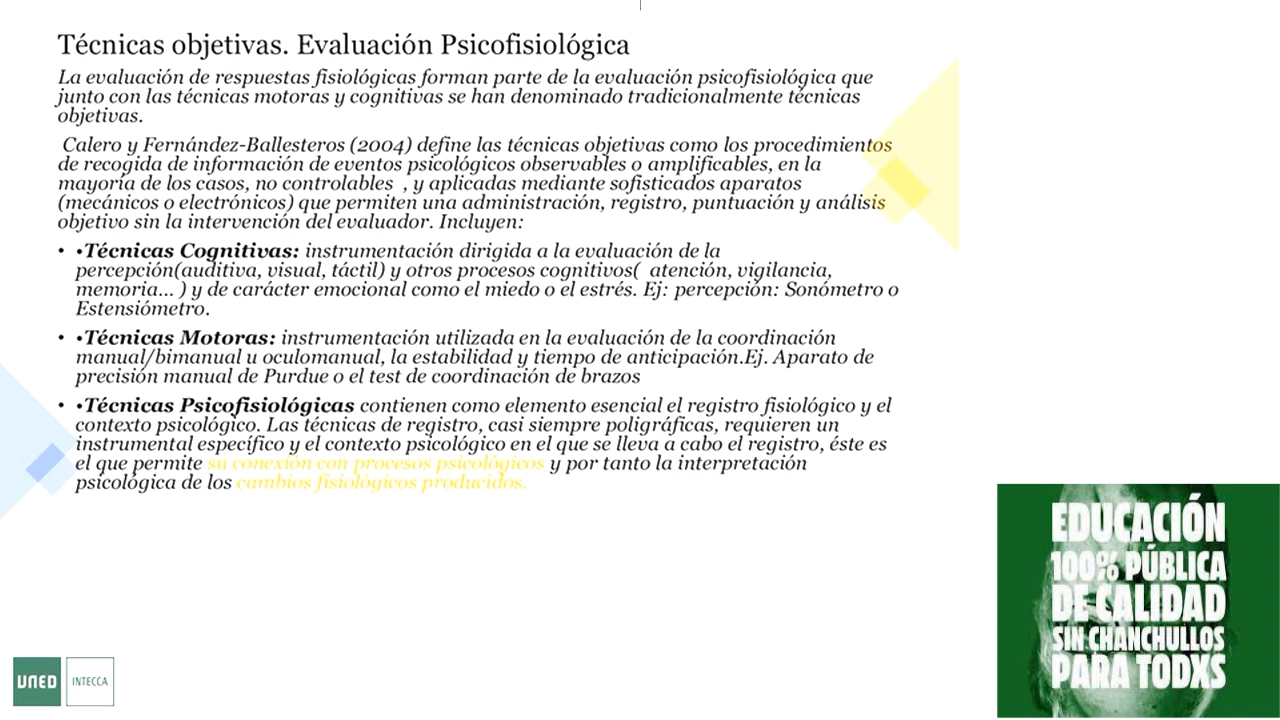 Técnicas objetivas. Evaluación Psicofisiológica
La evaluación de respuestas fisiológicas forman parte de la evaluación psicofisiológica que
junto con las técnicas motoras y cognitivas se han denominado tradicionalmente técnicas
objetivas.
Calero y Fernández-Ballesteros (2004) define las técnicas objetivas como los procedimientos
de recogida de información de eventos psicológicos observables o amplificables, en la
mayoría de los casos, no controlables , y aplicadas mediante sofisticados aparatos
(mecánicos o electrónicos) que permiten una administración, registro, puntuación y análisis
objetivo sin la intervención del evaluador. Incluyen:
• •Técnicas Cognitivas: instrumentación dirigida a la evaluación de la
percepción(auditiva, visual, táctil) y otros procesos cognitivos( atención, vigilancia,
memoria... ) y de carácter emocional como el miedo o el estrés. Ej: percepción: Sonómetro o
Estensiómetro.
• •Técnicas Motoras: instrumentación utilizada en la evaluación de la coordinación
manual/bimanual u oculomanual, la estabilidad y tiempo de anticipación.Ej. Aparato de
precisión manual de Purdue o el test de coordinación de brazos
• •Técnicas Psicofisiológicas contienen como elemento esencial el registro fisiológico y el
contexto psicológico. Las técnicas de registro, casi siempre poligráficas, requieren un
instrumental específico y el contexto psicológico en el que se lleva a cabo el registro, éste es
el que permite su conexión con procesos psicológicos y por tanto la interpretación
psicológica de los cambios fisiológicos producidos.
EDUCACIÓN
100% PÚBLICA
DE CALIDAD
SIN CHANCHULLOS
PARA TODXS
UNED INTECCA